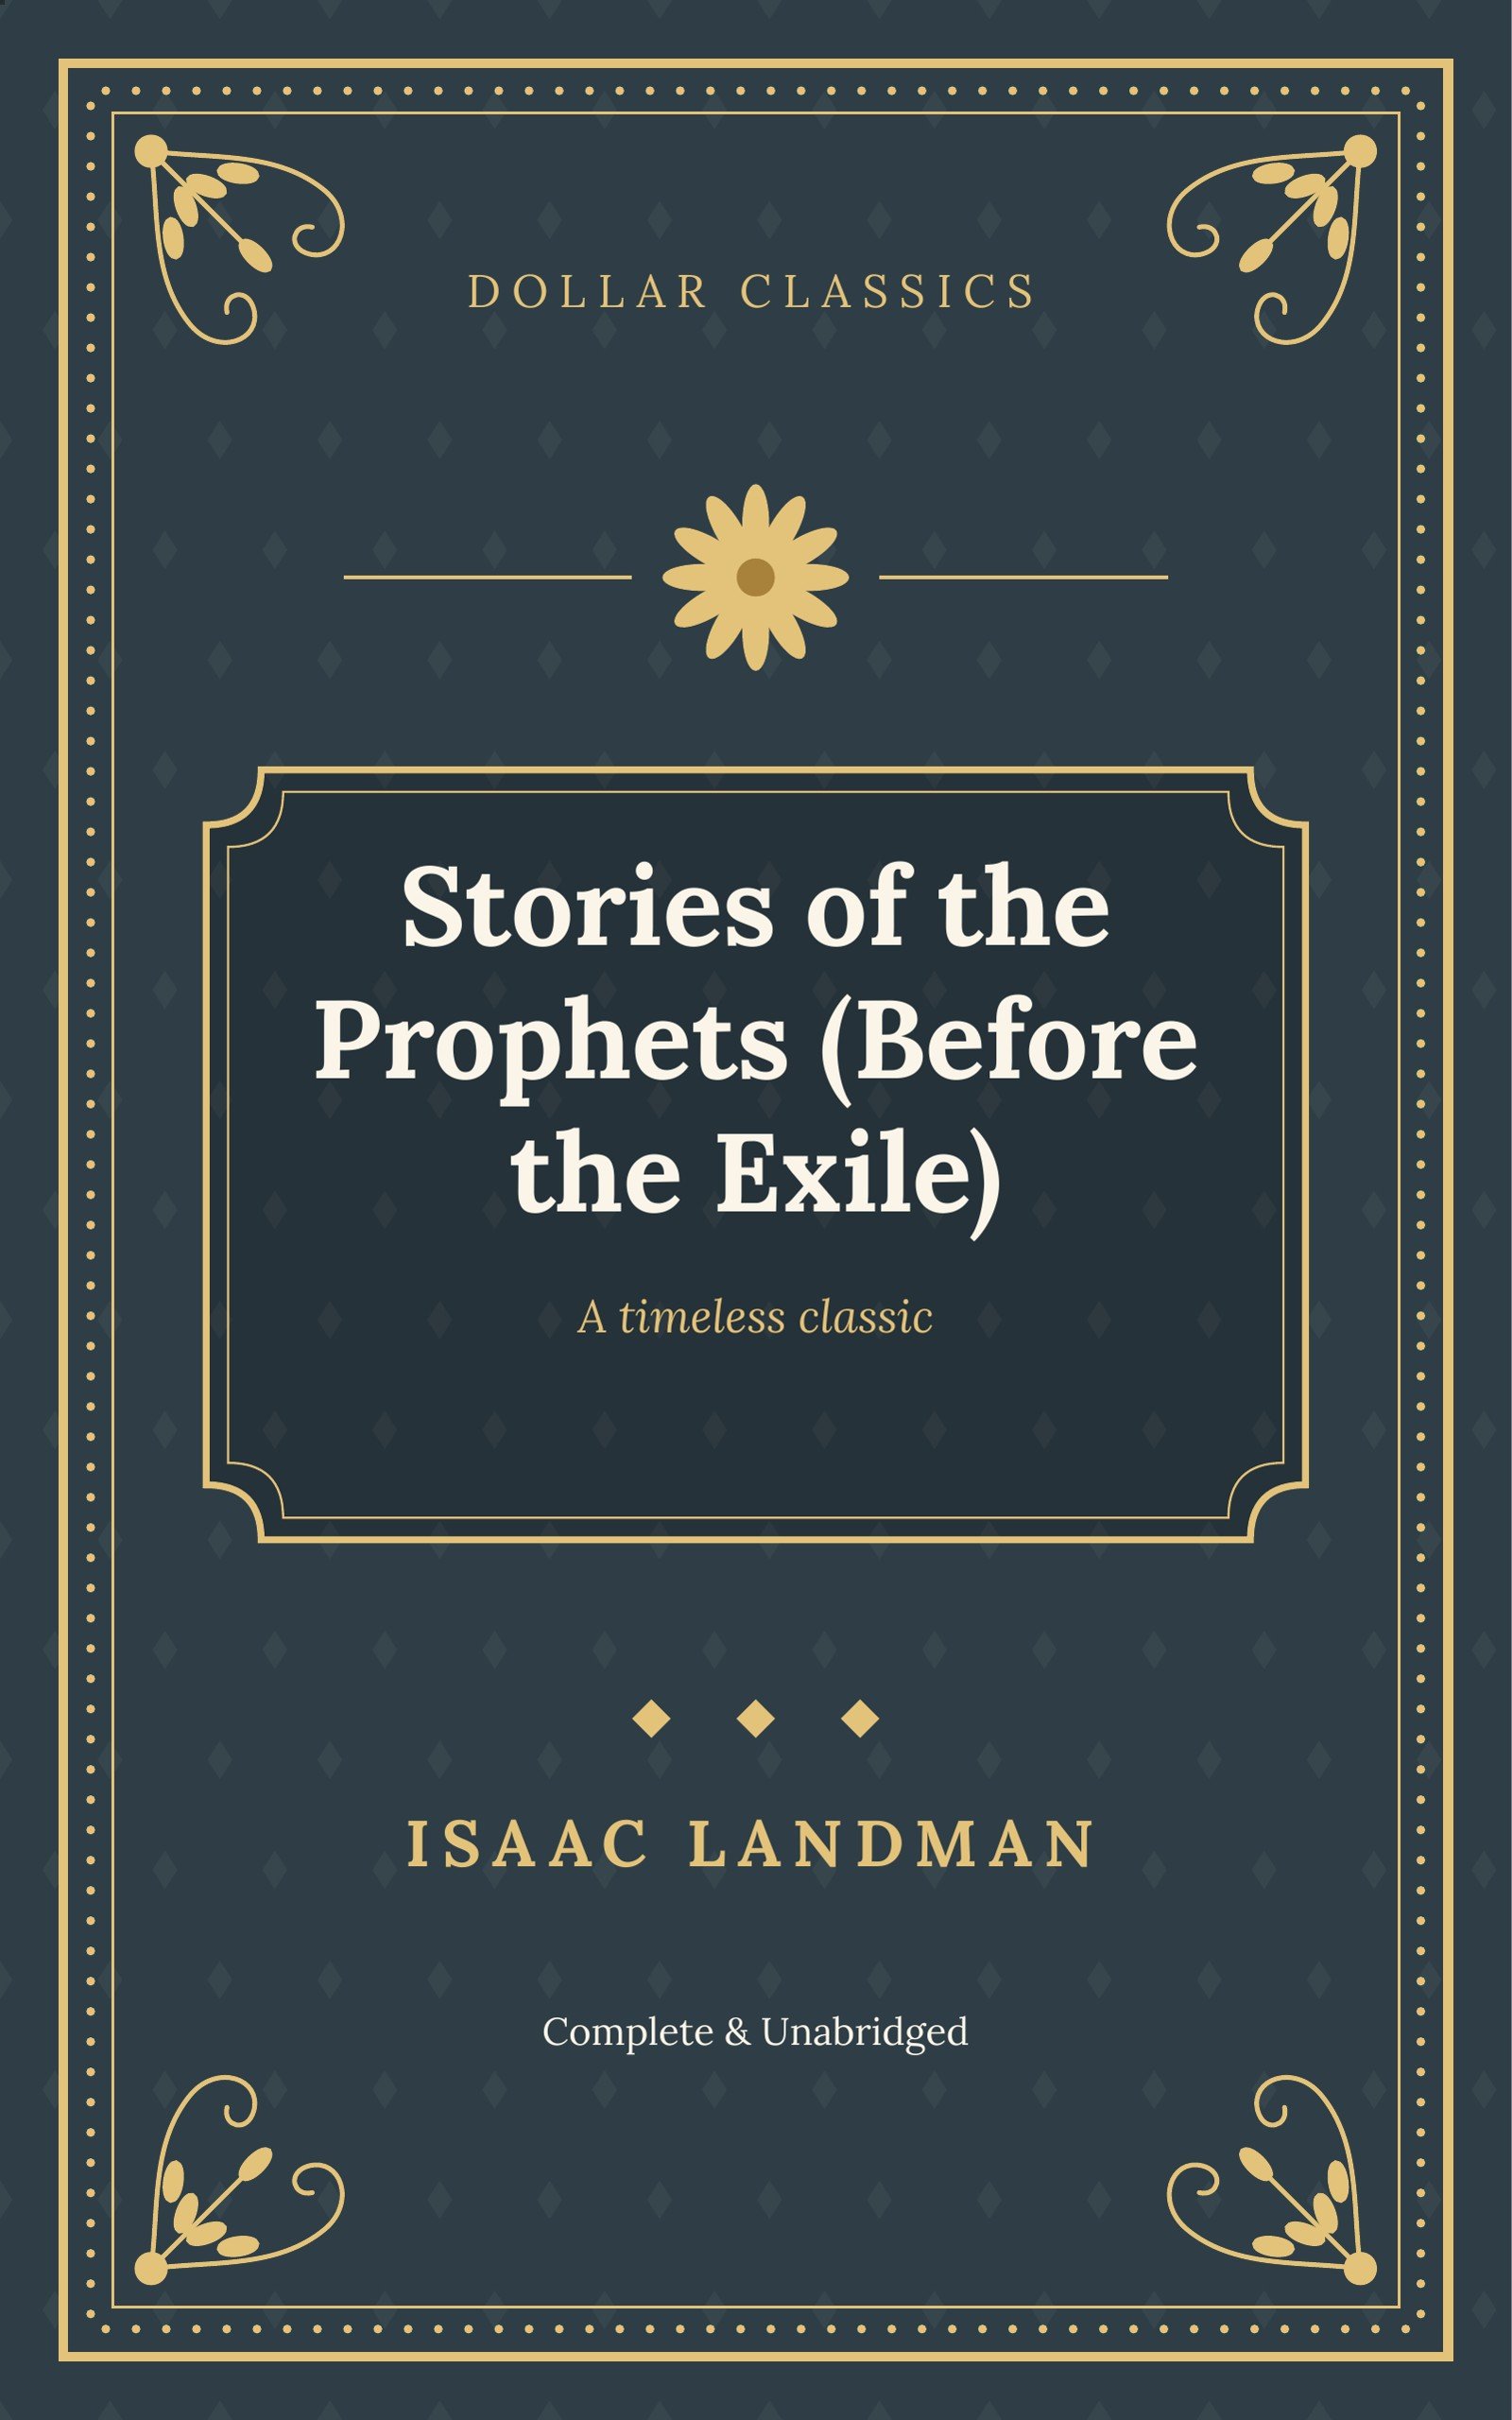 DOLLAR CLASSICS
Stories of the
Prophets (Before
the Exile)
A timeless classic
ISAAC LANDMAN
Complete & Unabridged